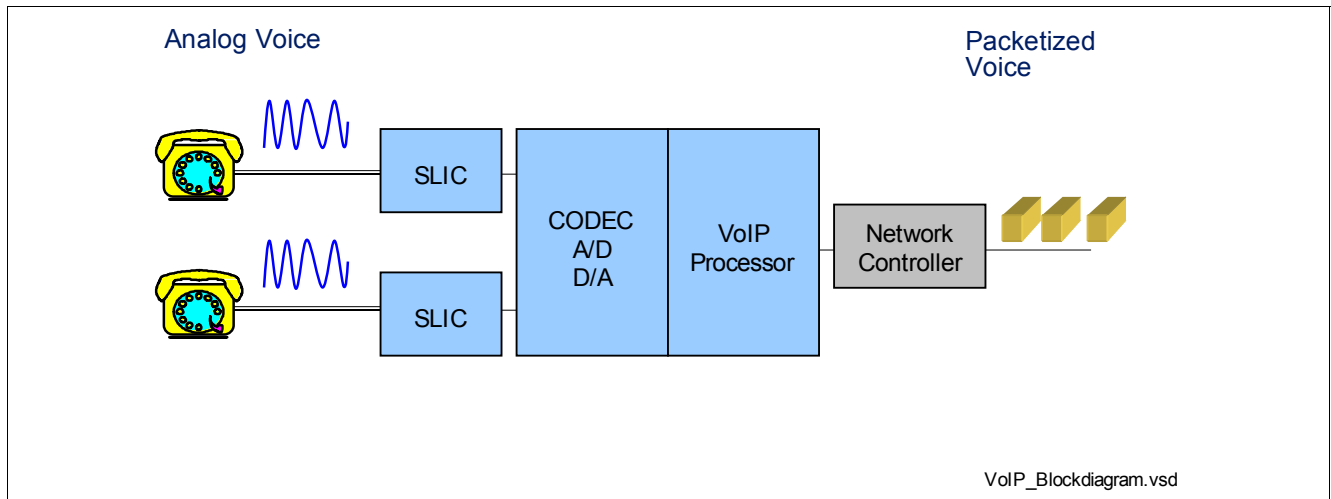 Analog Voice
Packetized
Voice
SLIC
SLIC
CODEC
A/D
D/A
VoIP
Processor
Network
Controller
VoIP_Blockdiagram.vsd